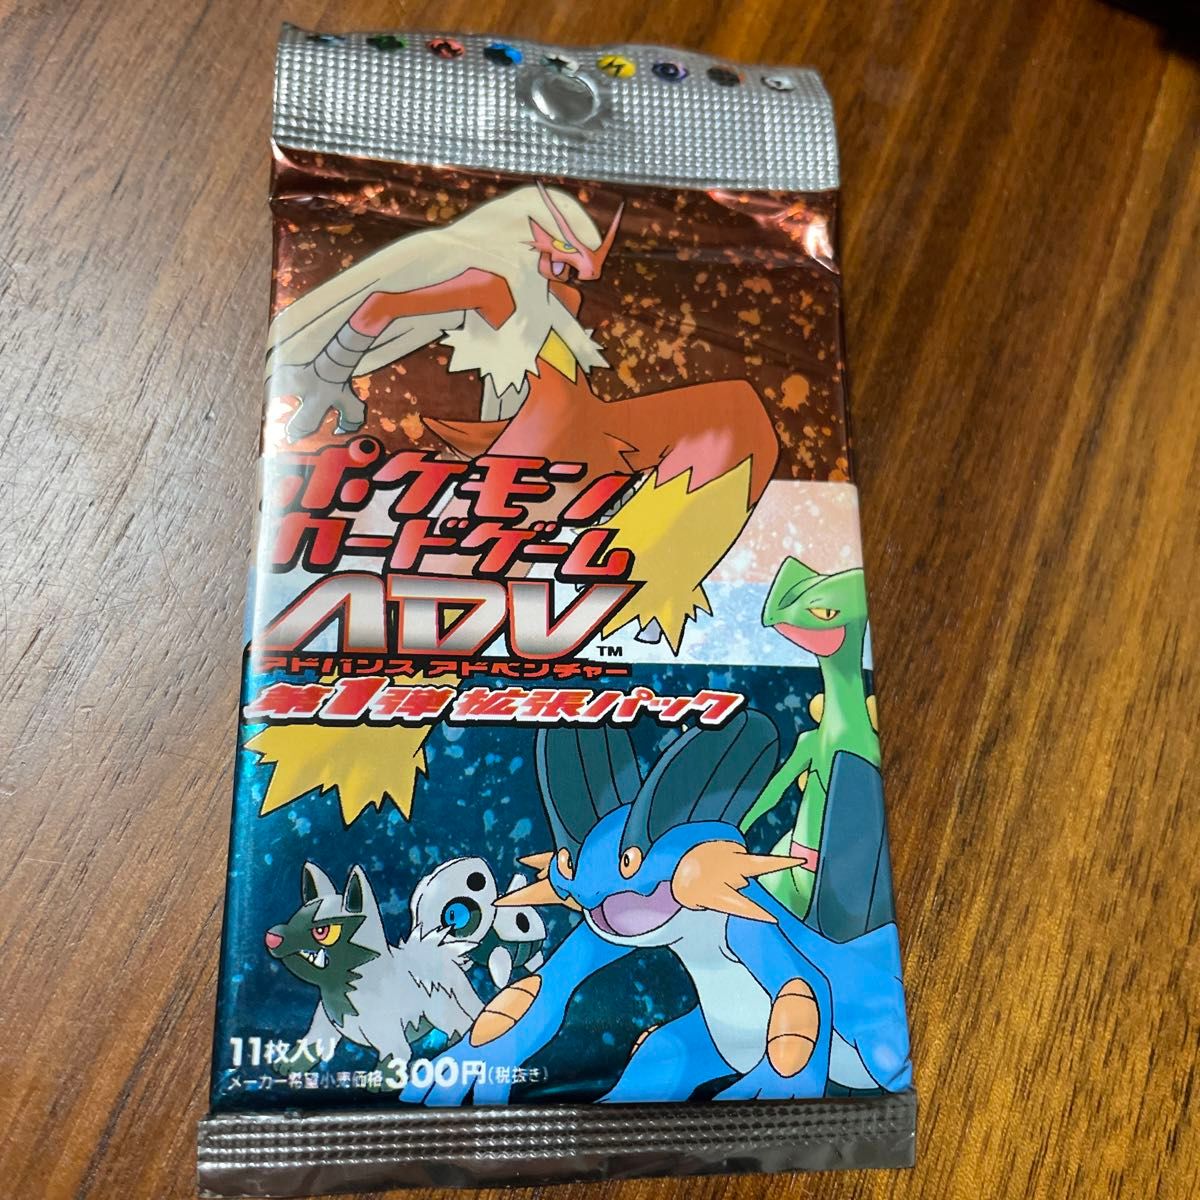 ポケモン
カードゲーム
ADV™
アドバンス アドベンチャー
第1弾 拡張パック
11枚入り
メーカー希望小売価格300円(税抜き)